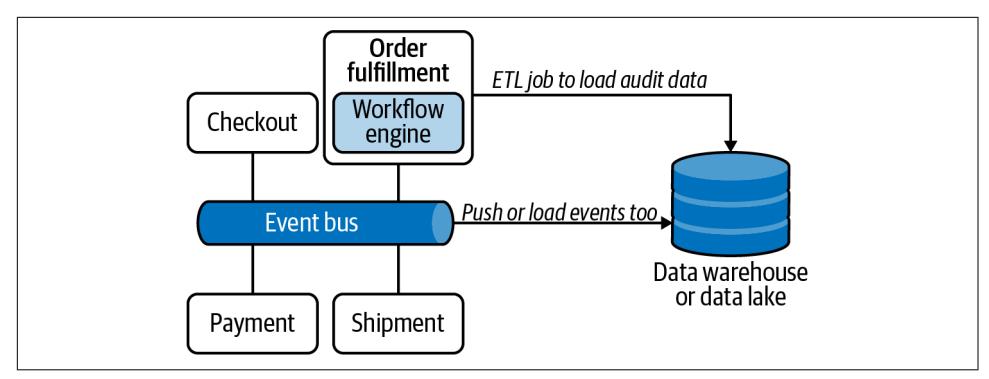 Order
fulfillment
Workflow
engine
Checkout
ETL job to load audit data
Event bus
Push or load events too
Data warehouse
or data lake
Payment
Shipment